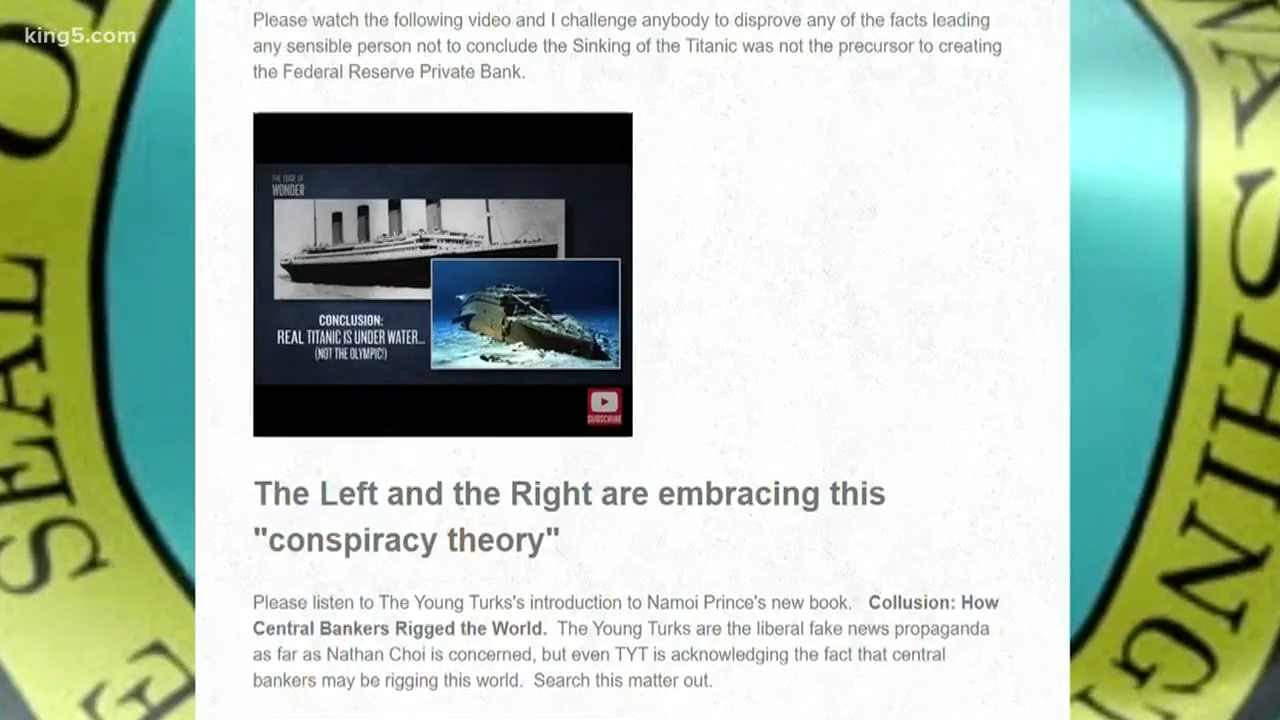 king5.com
Please watch the following video and I challenge anybody to disprove any of the facts leading
any sensible person not to conclude the Sinking of the Titanic was not the precursor to creating
the Federal Reserve Private Bank.
THE EDGE OF
WONDER
CONCLUSION:
REAL TITANIC IS UNDER WATER...
(NOT THE OLYMPIC!)
SUBSCRIBE
The Left and the Right are embracing this
"conspiracy theory"
Please listen to The Young Turks's introduction to Namoi Prince's new book. Collusion: How
Central Bankers Rigged the World. The Young Turks are the liberal fake news propaganda
as far as Nathan Choi is concerned, but even TYT is acknowledging the fact that central
bankers may be rigging this world. Search this matter out.
SEAL O
WASHING